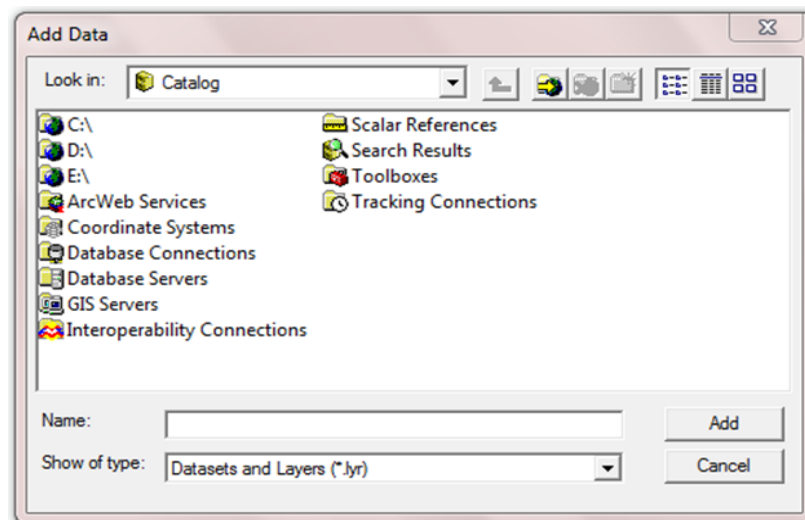 Add Data
Look in: Catalog
C:\
D:\
E:\
ArcWeb Services
Coordinate Systems
Database Connections
Database Servers
GIS Servers
Interoperability Connections
Scalar References
Search Results
Toolboxes
Tracking Connections
Name:
Add
Show of type: Datasets and Layers (*.lyr)
Cancel